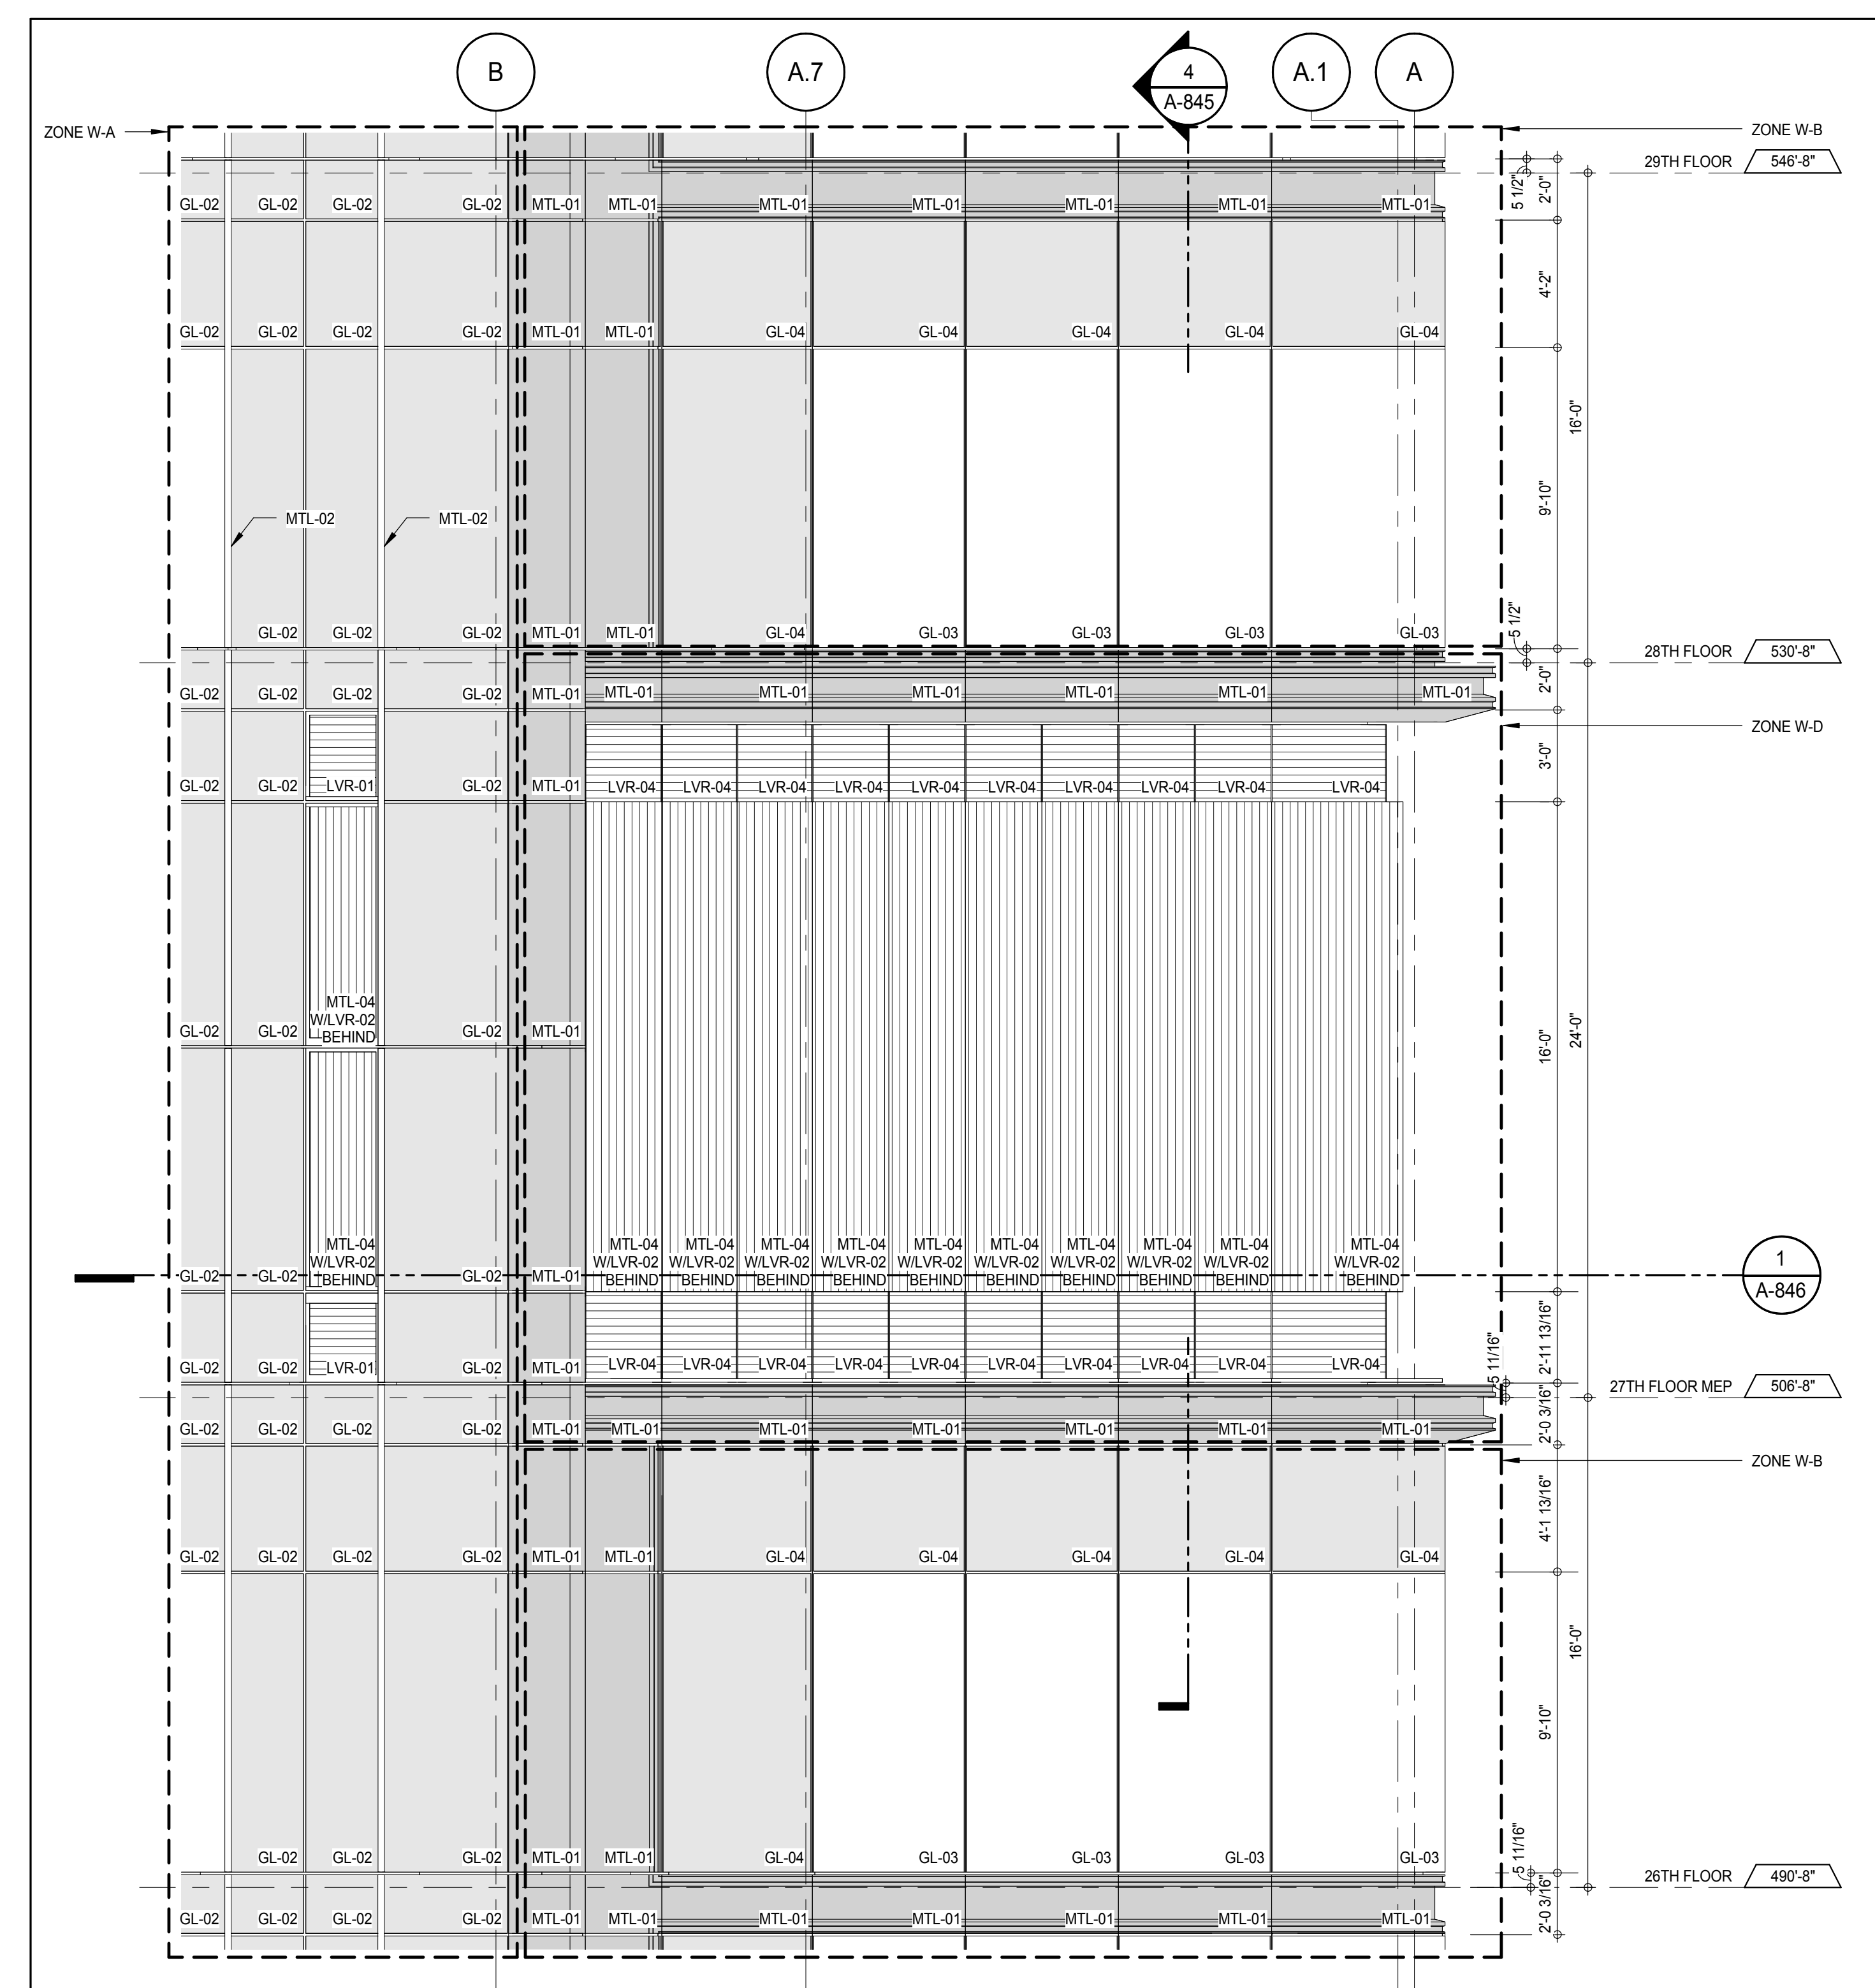 B
A.7
4
A-845
A.1
A
ZONE W-A
ZONE W-B
29TH FLOOR 546'-8"
5 1/2"
2'-0"
GL-02 GL-02 GL-02 GL-02 MTL-01 MTL-01 MTL-01 MTL-01 MTL-01 MTL-01 MTL-01
4'-2"
GL-02 GL-02 GL-02 GL-02 MTL-01 MTL-01 GL-04 GL-04 GL-04 GL-04 GL-04
16'-0"
9'-10"
MTL-02 MTL-02
5 1/2"
GL-02 GL-02 GL-02 MTL-01 MTL-01 GL-04 GL-03 GL-03 GL-03 GL-03
28TH FLOOR 530'-8"
2'-0"
GL-02 GL-02 GL-02 GL-02 MTL-01 MTL-01 MTL-01 MTL-01 MTL-01 MTL-01 MTL-01
ZONE W-D
3'-0"
GL-02 GL-02 LVR-01 GL-02 MTL-01 LVR-04 LVR-04 LVR-04 LVR-04 LVR-04 LVR-04 LVR-04 LVR-04 LVR-04 LVR-04
MTL-04
W/LVR-02
BEHIND
GL-02 GL-02 GL-02 MTL-01
16'-0"
24'-0"
MTL-04 MTL-04 MTL-04 MTL-04 MTL-04 MTL-04 MTL-04 MTL-04 MTL-04 MTL-04 MTL-04
W/LVR-02 W/LVR-02 W/LVR-02 W/LVR-02 W/LVR-02 W/LVR-02 W/LVR-02 W/LVR-02 W/LVR-02 W/LVR-02 W/LVR-02
BEHIND BEHIND BEHIND BEHIND BEHIND BEHIND BEHIND BEHIND BEHIND BEHIND BEHIND
GL-02 GL-02 GL-02 MTL-01
1
A-846
2'-11 13/16"
5 11/16"
GL-02 GL-02 LVR-01 GL-02 MTL-01 LVR-04 LVR-04 LVR-04 LVR-04 LVR-04 LVR-04 LVR-04 LVR-04 LVR-04 LVR-04
27TH FLOOR MEP 506'-8"
2'-0 3/16"
GL-02 GL-02 GL-02 GL-02 MTL-01 MTL-01 MTL-01 MTL-01 MTL-01 MTL-01 MTL-01
ZONE W-B
4'-1 13/16"
GL-02 GL-02 GL-02 GL-02 MTL-01 MTL-01 GL-04 GL-04 GL-04 GL-04 GL-04
16'-0"
9'-10"
5 11/16"
GL-02 GL-02 GL-02 MTL-01 MTL-01 GL-04 GL-03 GL-03 GL-03 GL-03
26TH FLOOR 490'-8"
2'-0 3/16"
GL-02 GL-02 GL-02 GL-02 MTL-01 MTL-01 MTL-01 MTL-01 MTL-01 MTL-01 MTL-01